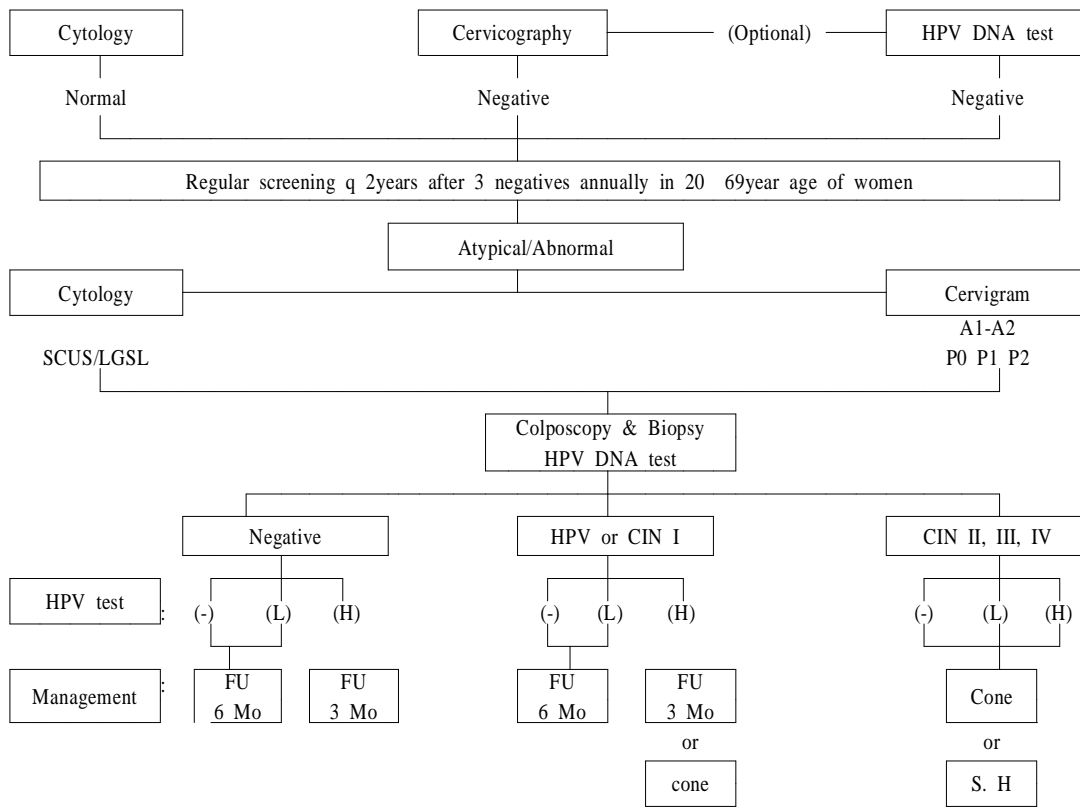 Cytology
Cervicography
(Optional)
HPV DNA test
Normal
Negative
Negative
Regular screening q 2years after 3 negatives annually in 20 69year age of women
Atypical/Abnormal
Cytology
Cervigram
A1-A2
SCUS/LGSL
P0 P1 P2
Colposcopy & Biopsy
HPV DNA test
Negative
HPV or CIN I
CIN II, III, IV
HPV test : (-) (L) (H) (-) (L) (H) (-) (L) (H)
Management :
FU
6 Mo
FU
3 Mo
FU
6 Mo
FU
3 Mo
or
cone
Cone
or
S. H